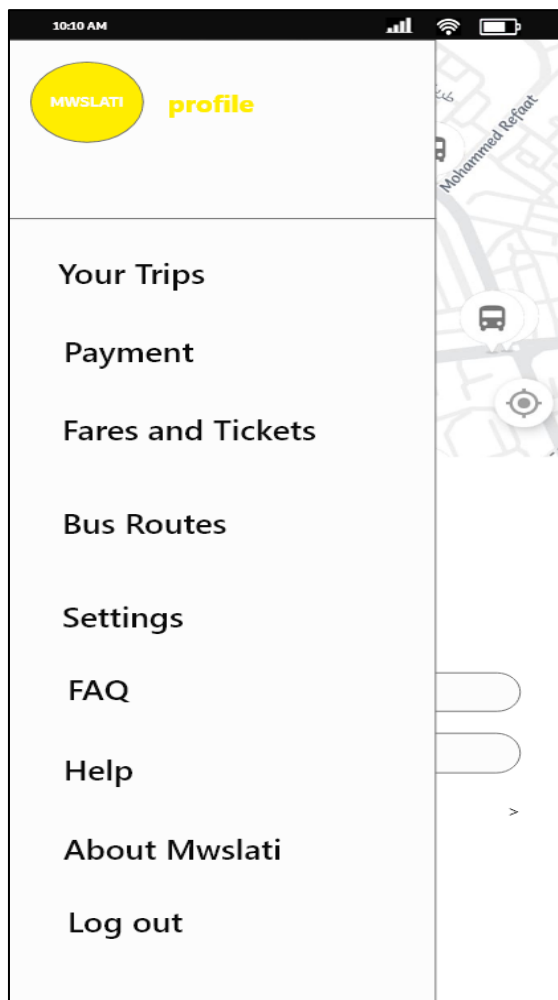 10:10 AM
MWSLATI
profile
Mohammed Refaat
Your Trips
Payment
Fares and Tickets
Bus Routes
Settings
FAQ
Help
>
About Mwslati
Log out